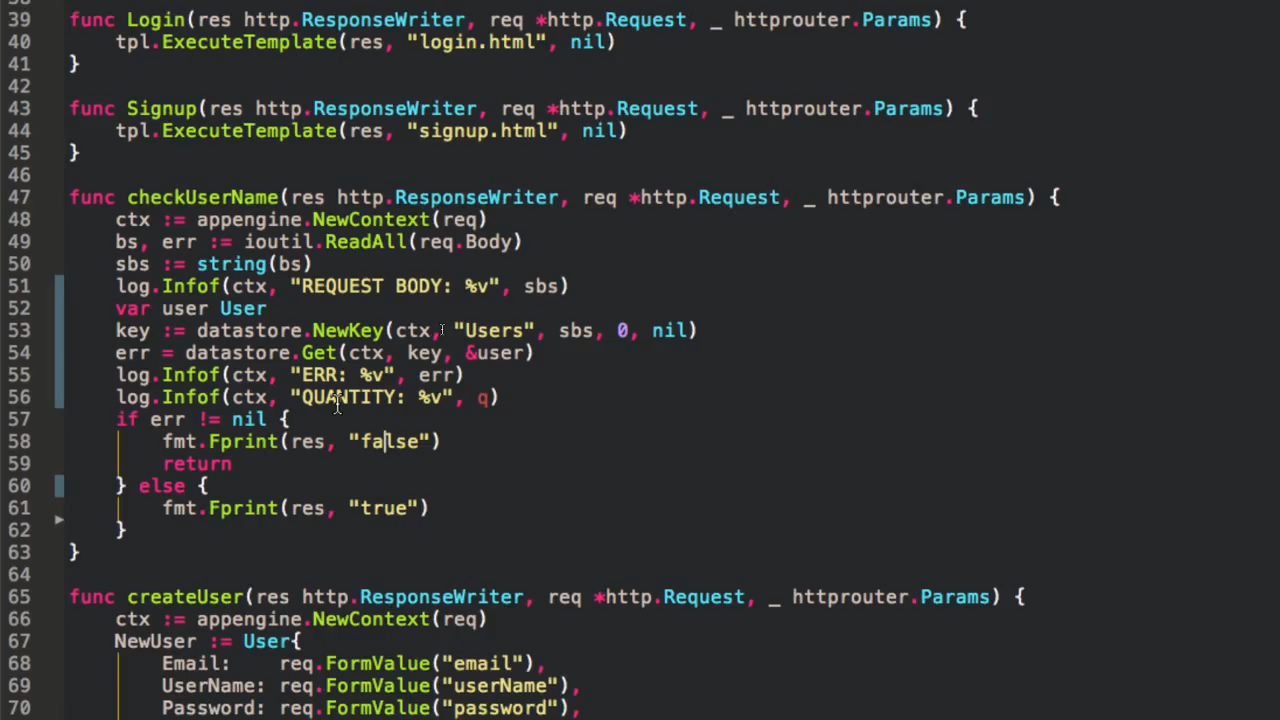 39 func Login(res http.ResponseWriter, req *http.Request, _ httprouter.Params) {
40     tpl.ExecuteTemplate(res, "login.html", nil)
41 }
42
43 func Signup(res http.ResponseWriter, req *http.Request, _ httprouter.Params) {
44     tpl.ExecuteTemplate(res, "signup.html", nil)
45 }
46
47 func checkUserName(res http.ResponseWriter, req *http.Request, _ httprouter.Params) {
48     ctx := appengine.NewContext(req)
49     bs, err := ioutil.ReadAll(req.Body)
50     sbs := string(bs)
51     log.Infof(ctx, "REQUEST BODY: %v", sbs)
52     var user User
53     key := datastore.NewKey(ctx, "Users", sbs, 0, nil)
54     err = datastore.Get(ctx, key, &user)
55     log.Infof(ctx, "ERR: %v", err)
56     log.Infof(ctx, "QUANTITY: %v", q)
57     if err != nil {
58         fmt.Fprint(res, "false")
59         return
60     } else {
61         fmt.Fprint(res, "true")
62     }
63 }
64
65 func createUser(res http.ResponseWriter, req *http.Request, _ httprouter.Params) {
66     ctx := appengine.NewContext(req)
67     NewUser := User{
68         Email:    req.FormValue("email"),
69         UserName: req.FormValue("userName"),
70         Password: req.FormValue("password"),